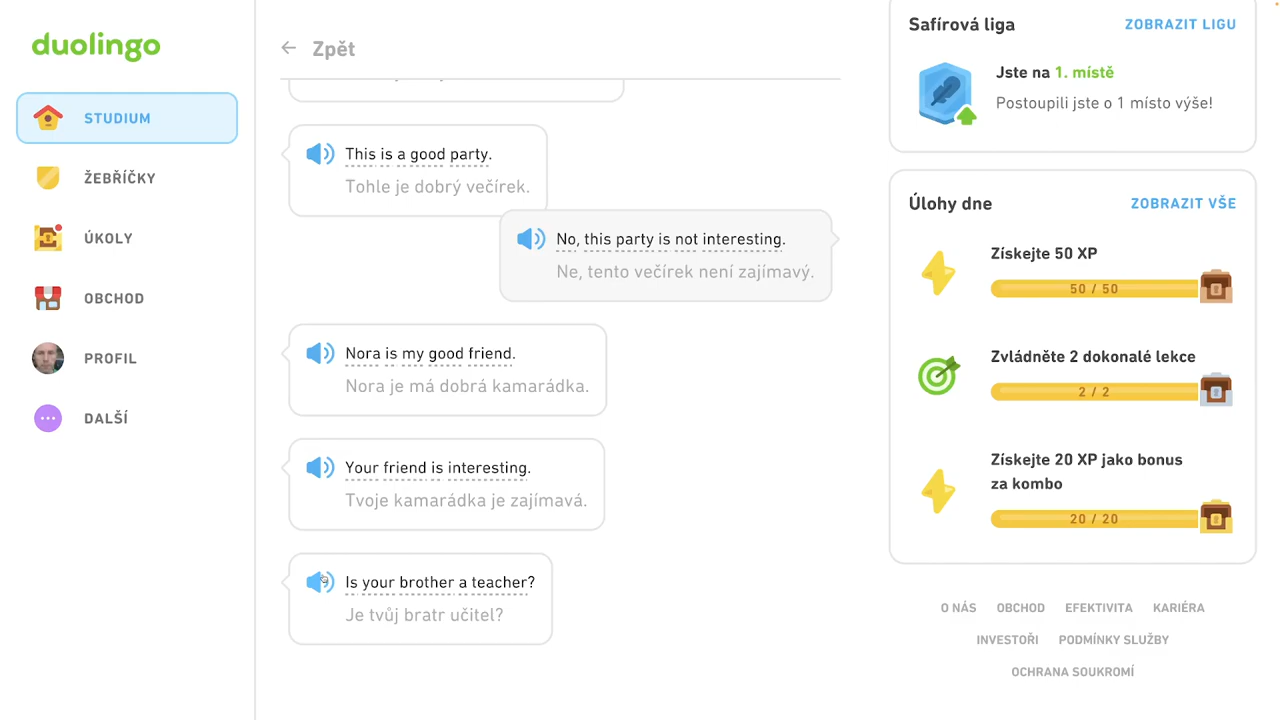 duolingo
STUDIUM
ŽEBŘÍČKY
ÚKOLY
OBCHOD
PROFIL
DALŠÍ
Zpět
This is a good party.
Tohle je dobrý večírek.
No, this party is not interesting.
Ne, tento večírek není zajímavý.
Nora is my good friend.
Nora je má dobrá kamarádka.
Your friend is interesting.
Tvoje kamarádka je zajímavá.
Is your brother a teacher?
Je tvůj bratr učitel?
Safírová liga
ZOBRAZIT LIGU
Jste na 1. místě
Postoupili jste o 1 místo výše!
Úlohy dne
ZOBRAZIT VŠE
Získejte 50 XP
50 / 50
Zvládněte 2 dokonalé lekce
2 / 2
Získejte 20 XP jako bonus
za kombo
20 / 20
O NÁS OBCHOD EFEKTIVITA KARIÉRA
INVESTOŘI PODMÍNKY SLUŽBY
OCHRANA SOUKROMÍ